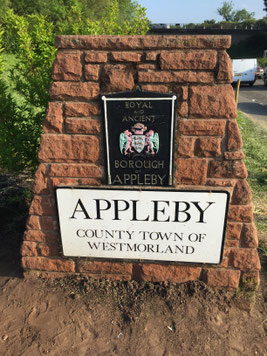 ROYAL
AND
ANCIENT
BOROUGH
OF
APPLEBY
APPLEBY
COUNTY TOWN OF
WESTMORLAND